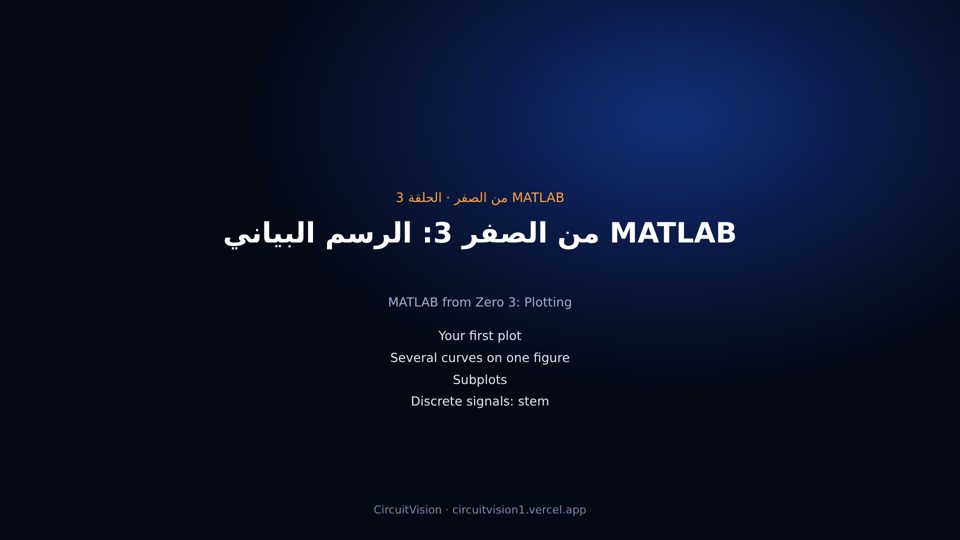 MATLAB من الصفر · الحلقة 3
MATLAB من الصفر 3: الرسم البياني
MATLAB from Zero 3: Plotting
Your first plot
Several curves on one figure
Subplots
Discrete signals: stem
CircuitVision · circuitvision1.vercel.app